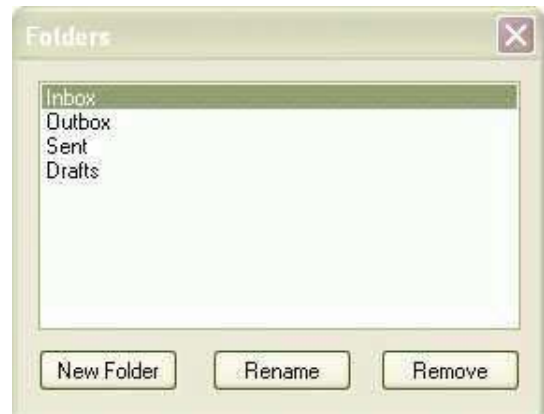 Folders
Inbox
Outbox
Sent
Drafts
New Folder Rename Remove